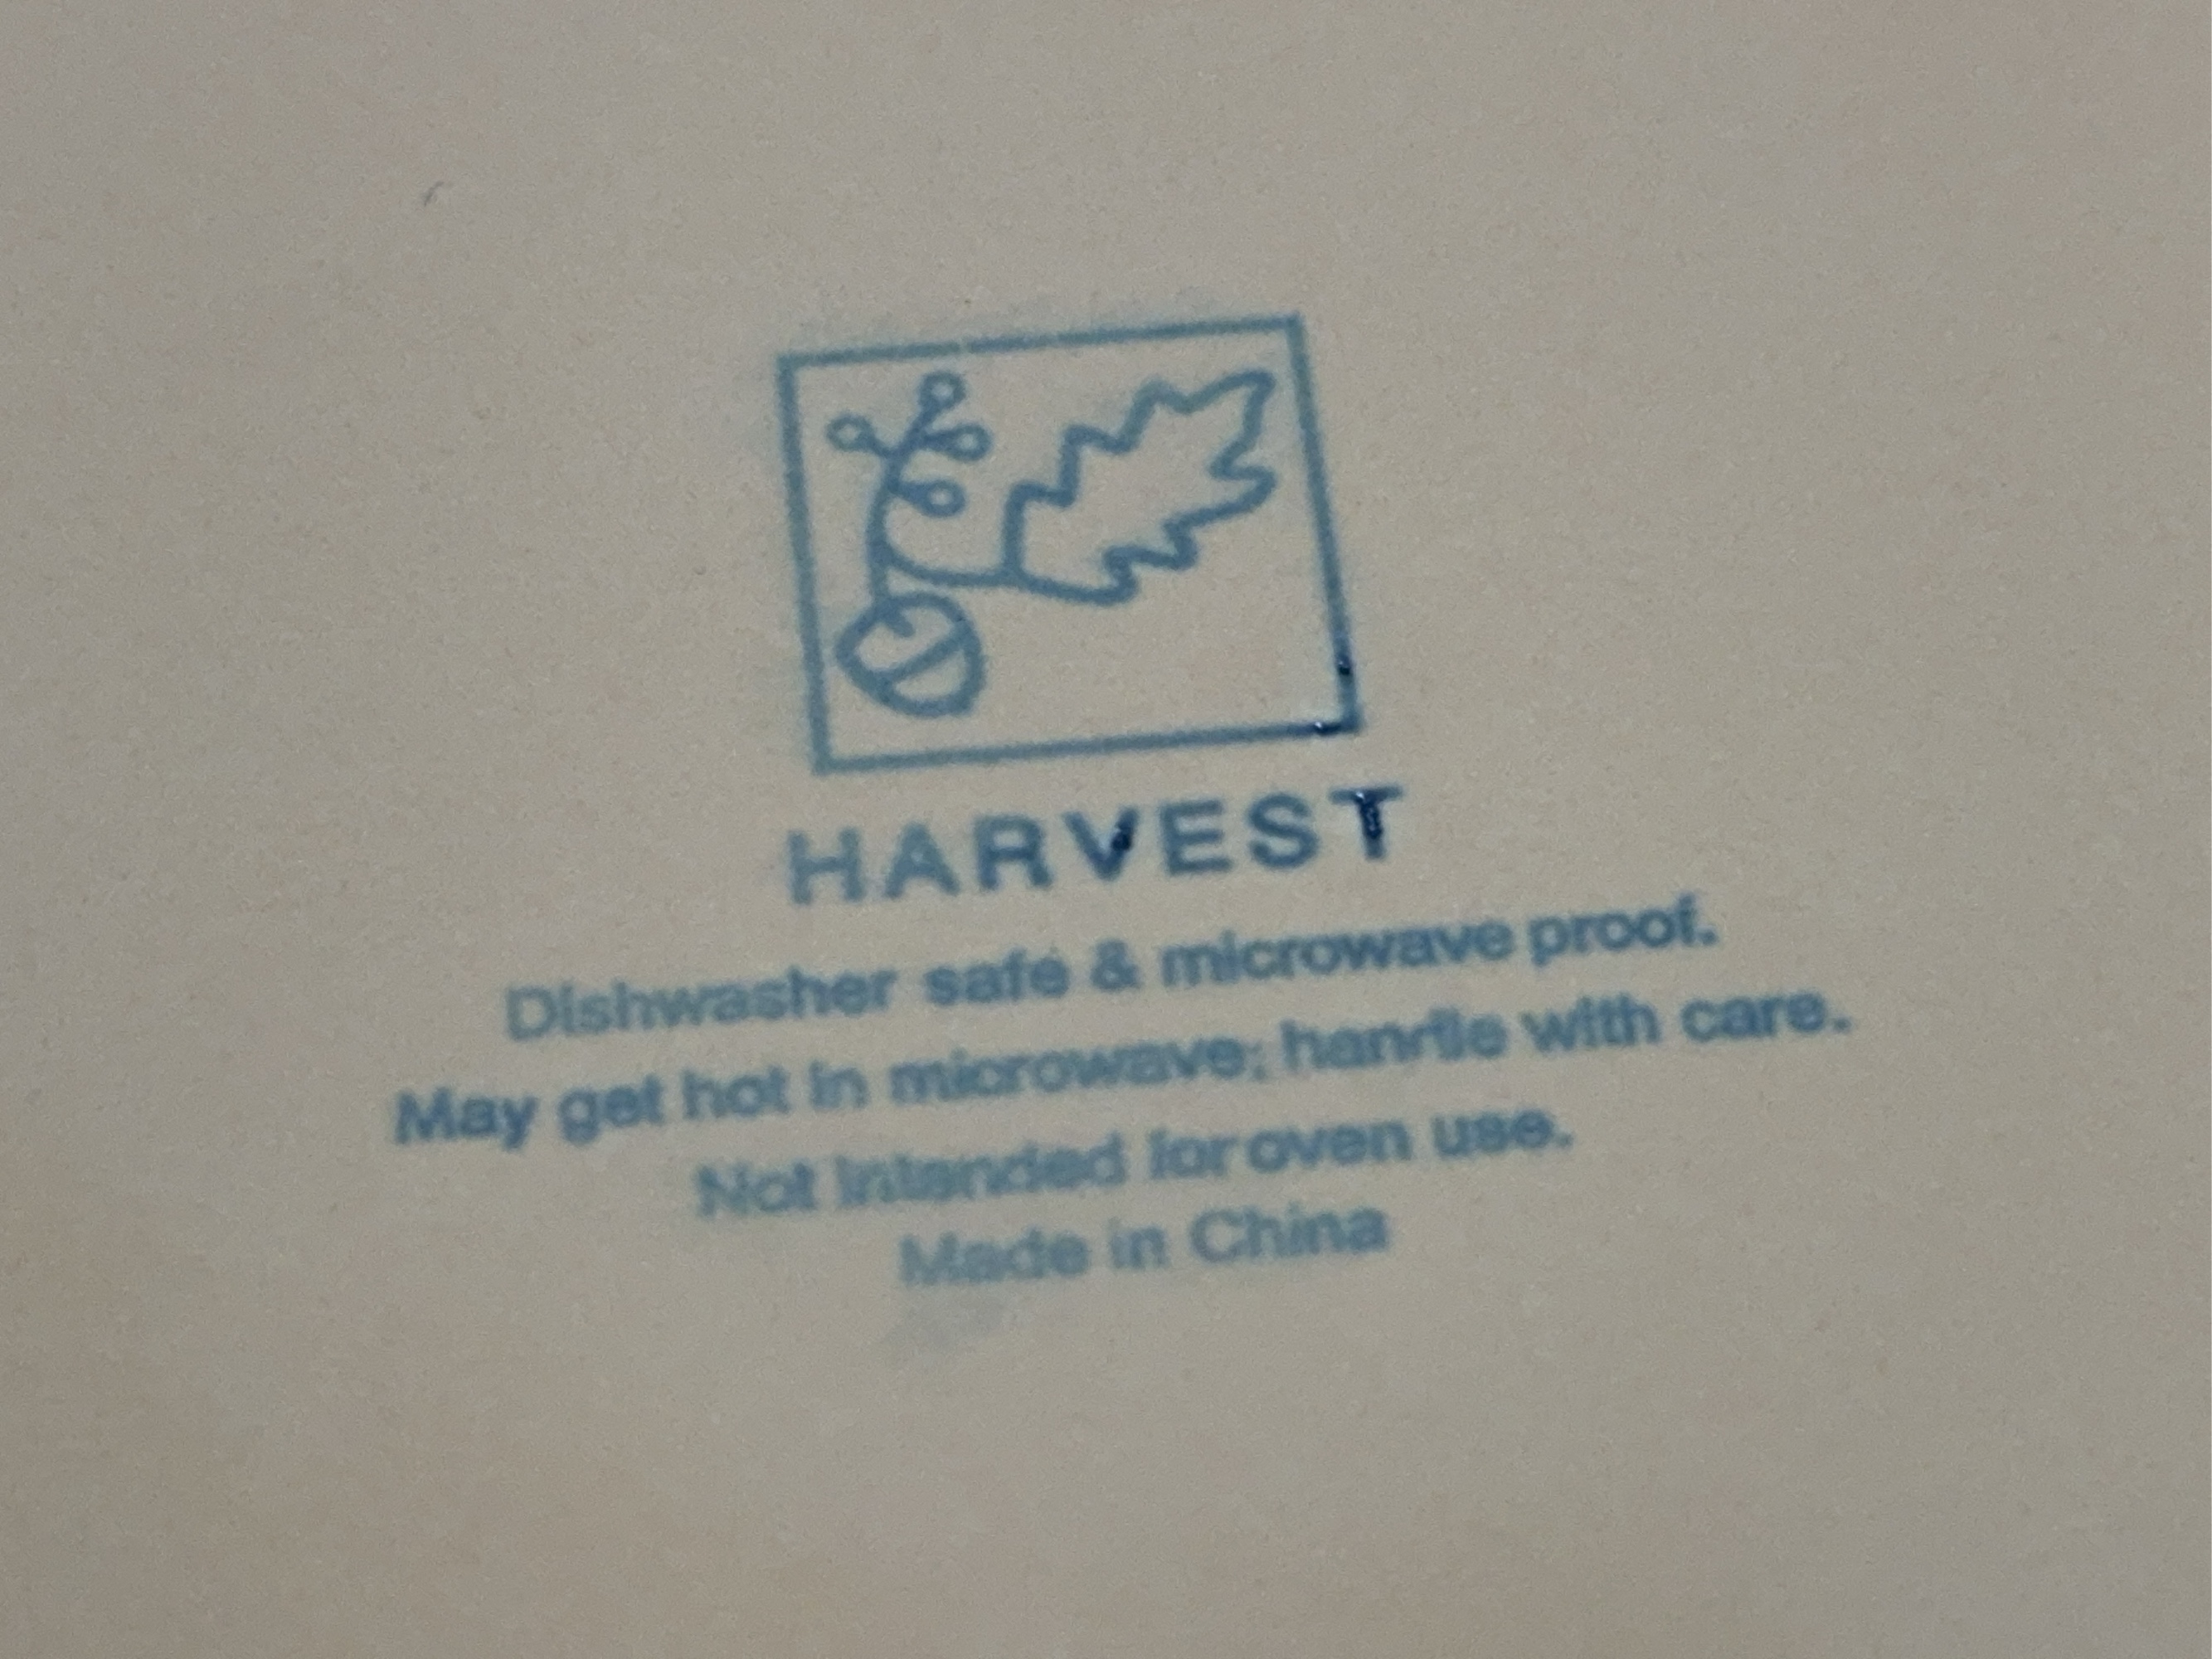 HARVEST
Dishwasher safe & microwave proof.
May get hot in microwave; handle with care.
Not intended for oven use.
Made in China